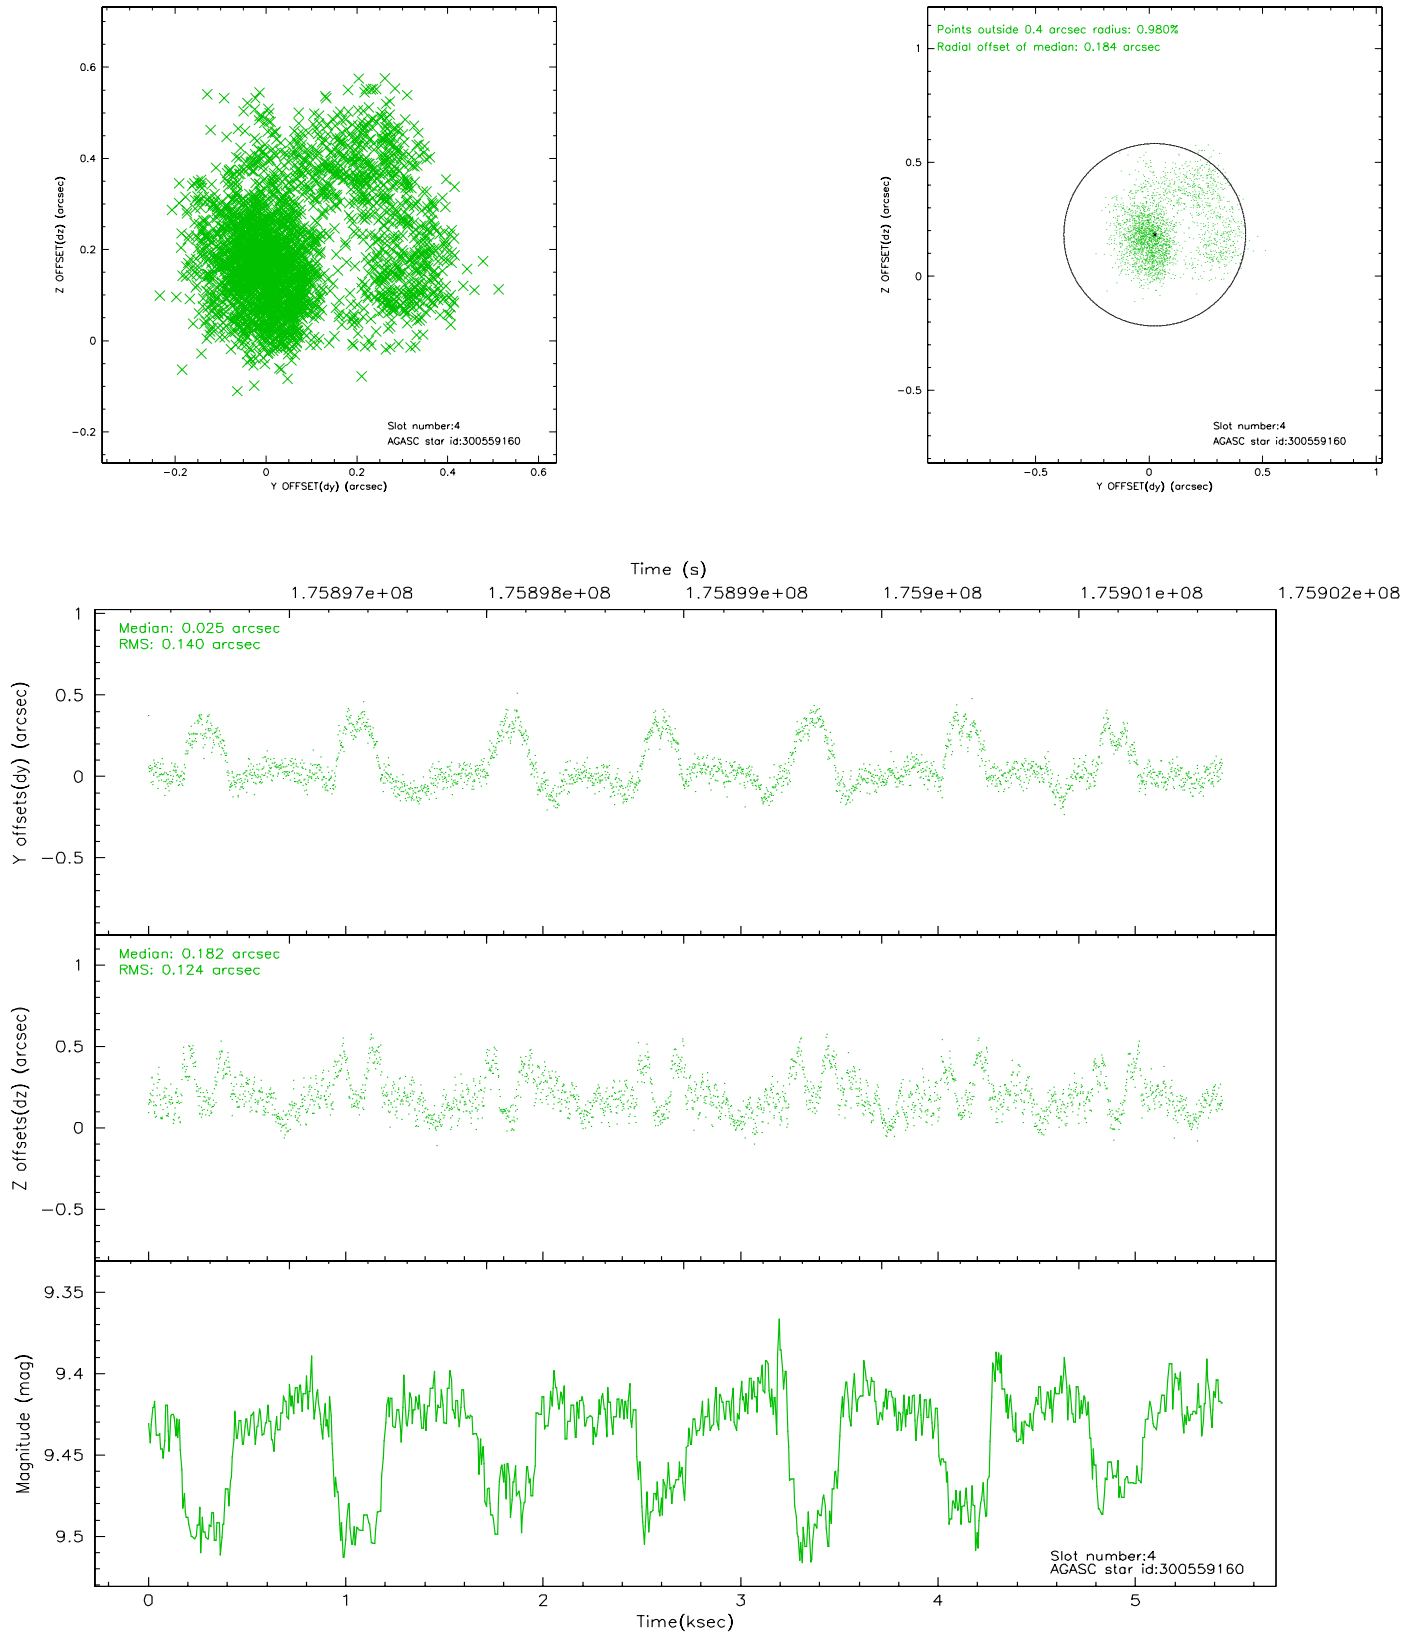 Z OFFSET(dz) (arcsec)
0.6
0.4
0.2
0
−0.2
−0.2
0
0.2
0.4
0.6
Y OFFSET(dy) (arcsec)
Slot number:4
AGASC star id:300559160
Points outside 0.4 arcsec radius: 0.980%
Radial offset of median: 0.184 arcsec
Z OFFSET(dz) (arcsec)
1
0.5
0
−0.5
−0.5
0
0.5
1
Y OFFSET(dy) (arcsec)
Slot number:4
AGASC star id:300559160
Time (s)
1.75897e+08
1.75898e+08
1.75899e+08
1.759e+08
1.75901e+08
1.75902e+08
Y offsets(dy) (arcsec)
1
0.5
0
−0.5
Median: 0.025 arcsec
RMS: 0.140 arcsec
Z offsets(dz) (arcsec)
1
0.5
0
−0.5
Median: 0.182 arcsec
RMS: 0.124 arcsec
Magnitude (mag)
9.35
9.4
9.45
9.5
Slot number:4
AGASC star id:300559160
0
1
2
3
4
5
Time(ksec)